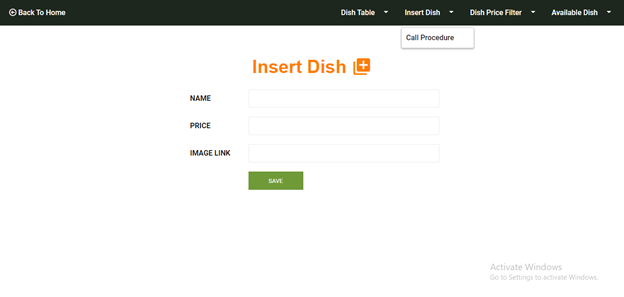 Back To Home Dish Table Insert Dish Dish Price Filter Available Dish
Call Procedure
Insert Dish
NAME
PRICE
IMAGE LINK
SAVE
Activate Windows
Go to Settings to activate Windows.